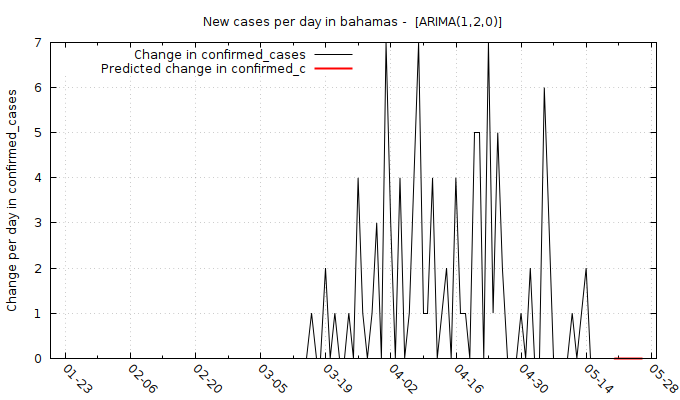 New cases per day in bahamas - [ARIMA(1,2,0)]
Change in confirmed_cases
Predicted change in confirmed_c
Change per day in confirmed_cases
7
6
5
4
3
2
1
0
01-23 02-06 02-20 03-05 03-19 04-02 04-16 04-30 05-14 05-28